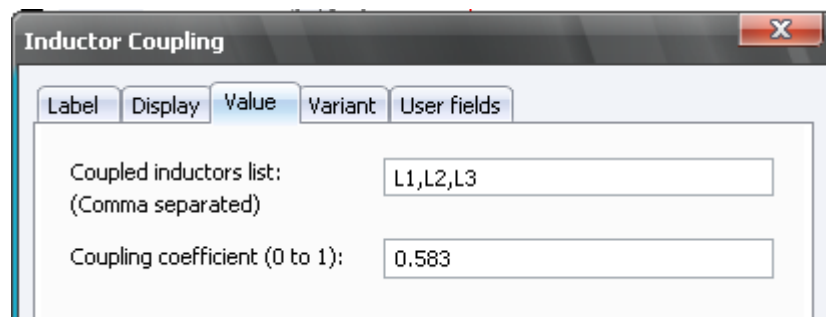 Inductor Coupling
Label Display Value Variant User fields
Coupled inductors list: L1,L2,L3
(Comma separated)
Coupling coefficient (0 to 1): 0.583